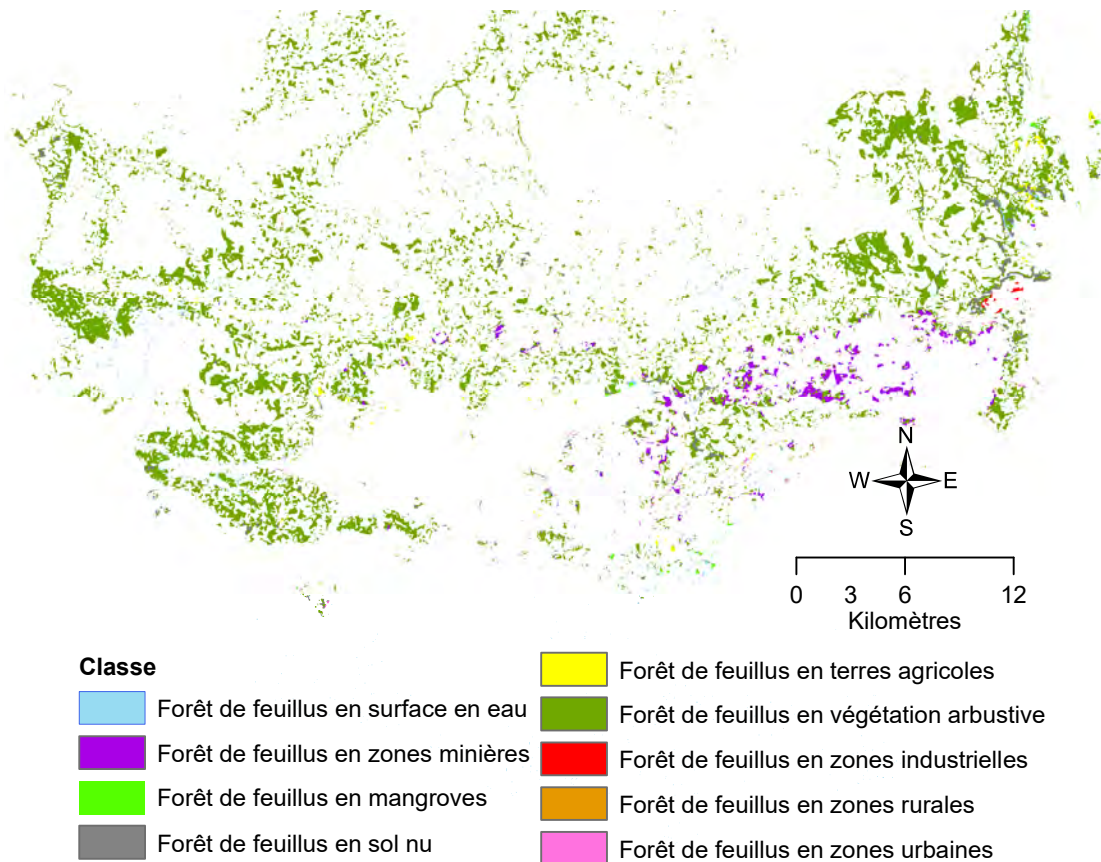 N
W E
S
0 3 6 12
Kilomètres
Classe
Forêt de feuillus en surface en eau
Forêt de feuillus en zones minières
Forêt de feuillus en mangroves
Forêt de feuillus en sol nu
Forêt de feuillus en terres agricoles
Forêt de feuillus en végétation arbustive
Forêt de feuillus en zones industrielles
Forêt de feuillus en zones rurales
Forêt de feuillus en zones urbaines